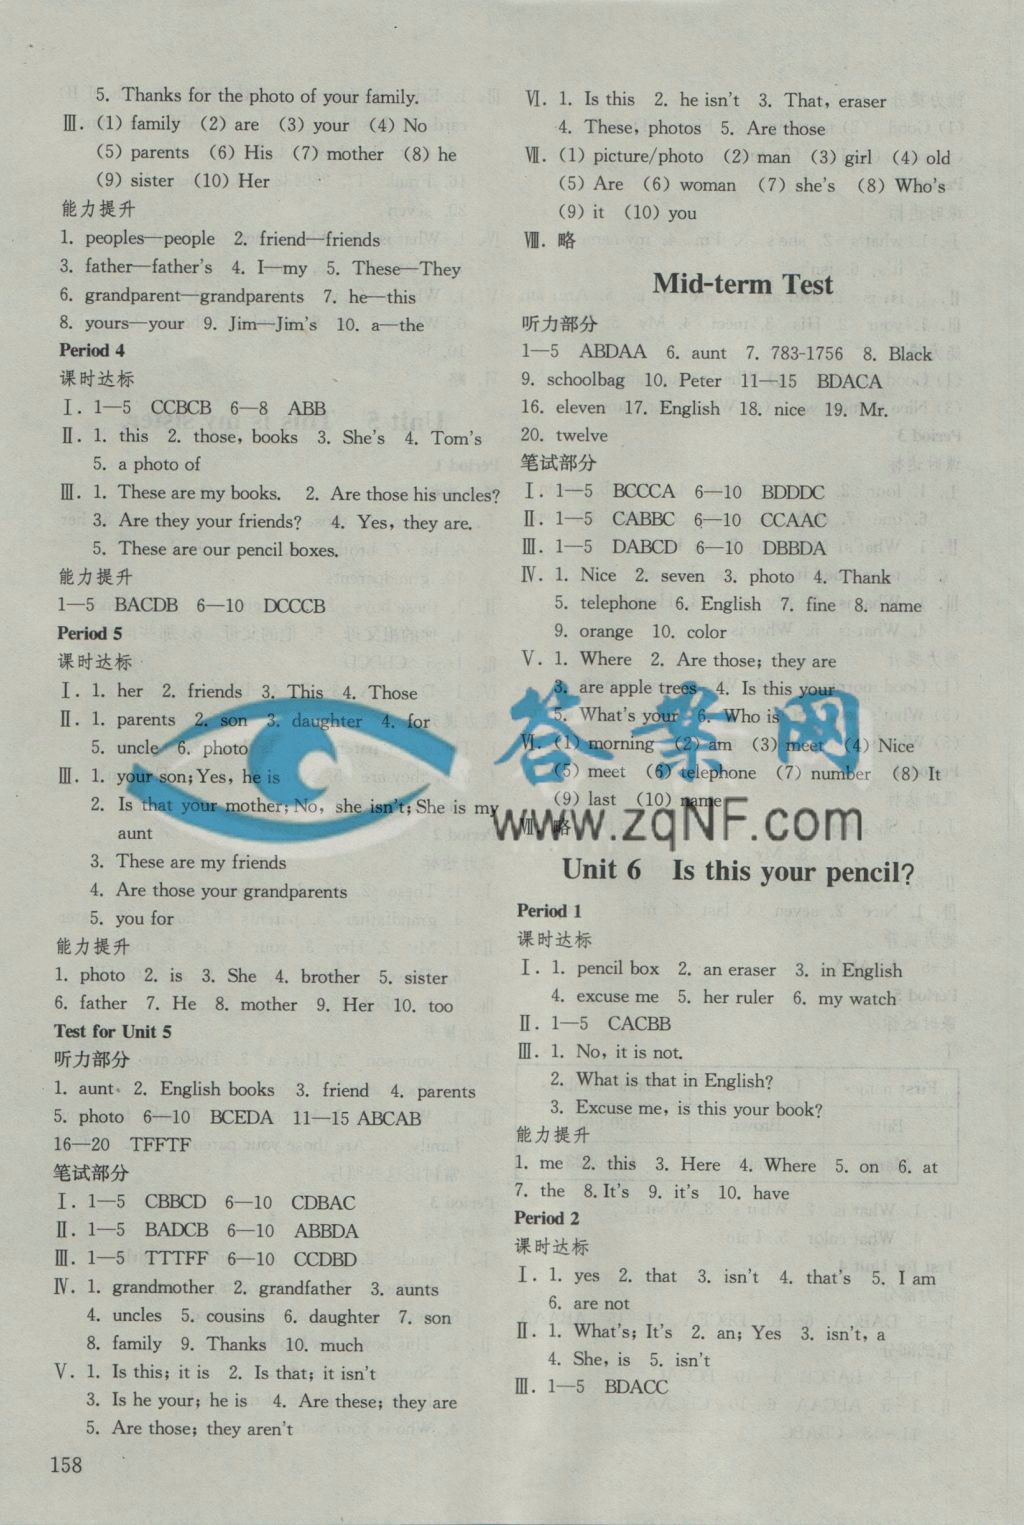 5. Thanks for the photo of your family.
Ⅲ. (1) family (2) are (3) your (4) No
(5) parents (6) His (7) mother (8) he
(9) sister (10) Her
能力提升
1. peoples—people 2. friend—friends
3. father—father's 4. I—my 5. These—They
6. grandparent—grandparents 7. he—this
8. yours—your 9. Jim—Jim's 10. a—the
Period 4
课时达标
Ⅰ. 1—5 CCBCB 6—8 ABB
Ⅱ. 1. this 2. those, books 3. She's 4. Tom's
5. a photo of
Ⅲ. 1. These are my books. 2. Are those his uncles?
3. Are they your friends? 4. Yes, they are.
5. These are our pencil boxes.
能力提升
1—5 BACDB 6—10 DCCCB
Period 5
课时达标
Ⅰ. 1. her 2. friends 3. This 4. Those
Ⅱ. 1. parents 2. son 3. daughter 4. for
5. uncle 6. photo
Ⅲ. 1. your son; Yes, he is
2. Is that your mother; No, she isn't; She is my
aunt
3. These are my friends
4. Are those your grandparents
5. you for
能力提升
1. photo 2. is 3. She 4. brother 5. sister
6. father 7. He 8. mother 9. Her 10. too
Test for Unit 5
听力部分
1. aunt 2. English books 3. friend 4. parents
5. photo 6—10 BCEDA 11—15 ABCAB
16—20 TFFTF
笔试部分
Ⅰ. 1—5 CBBCD 6—10 CDBAC
Ⅱ. 1—5 BADCB 6—10 ABBDA
Ⅲ. 1—5 TTTFF 6—10 CCDBD
Ⅳ. 1. grandmother 2. grandfather 3. aunts
4. uncles 5. cousins 6. daughter 7. son
8. family 9. Thanks 10. much
Ⅴ. 1. Is this; it is 2. Is that; it isn't
3. Is he your; he is 4. Are these; they are
5. Are those; they aren't
158
Ⅵ. 1. Is this 2. he isn't 3. That, eraser
4. These, photos 5. Are those
Ⅶ. (1) picture/photo (2) man (3) girl (4) old
(5) Are (6) woman (7) she's (8) Who's
(9) it (10) you
Ⅷ. 略
Mid-term Test
听力部分
1—5 ABDAA 6. aunt 7. 783-1756 8. Black
9. schoolbag 10. Peter 11—15 BDACA
16. eleven 17. English 18. nice 19. Mr.
20. twelve
笔试部分
Ⅰ. 1—5 BCCCA 6—10 BDDDC
Ⅱ. 1—5 CABBC 6—10 CCAAC
Ⅲ. 1—5 DABCD 6—10 DBBDA
Ⅳ. 1. Nice 2. seven 3. photo 4. Thank
5. telephone 6. English 7. fine 8. name
9. orange 10. color
Ⅴ. 1. Where 2. Are those; they are
3. are apple trees 4. Is this your
5. What's your 6. Who is
Ⅵ. (1) morning (2) am (3) meet (4) Nice
(5) meet (6) telephone (7) number (8) It
(9) last (10) name
Ⅶ. 略
答案网
www.zqNF.com
Unit 6 Is this your pencil?
Period 1
课时达标
Ⅰ. 1. pencil box 2. an eraser 3. in English
4. excuse me 5. her ruler 6. my watch
Ⅱ. 1—5 CACBB
Ⅲ. 1. No, it is not.
2. What is that in English?
3. Excuse me, is this your book?
能力提升
1. me 2. this 3. Here 4. Where 5. on 6. at
7. the 8. It's 9. it's 10. have
Period 2
课时达标
Ⅰ. 1. yes 2. that 3. isn't 4. that's 5. I am
6. are not
Ⅱ. 1. What's; It's 2. an; Yes 3. isn't, a
4. She, is 5. isn't
Ⅲ. 1—5 BDACC